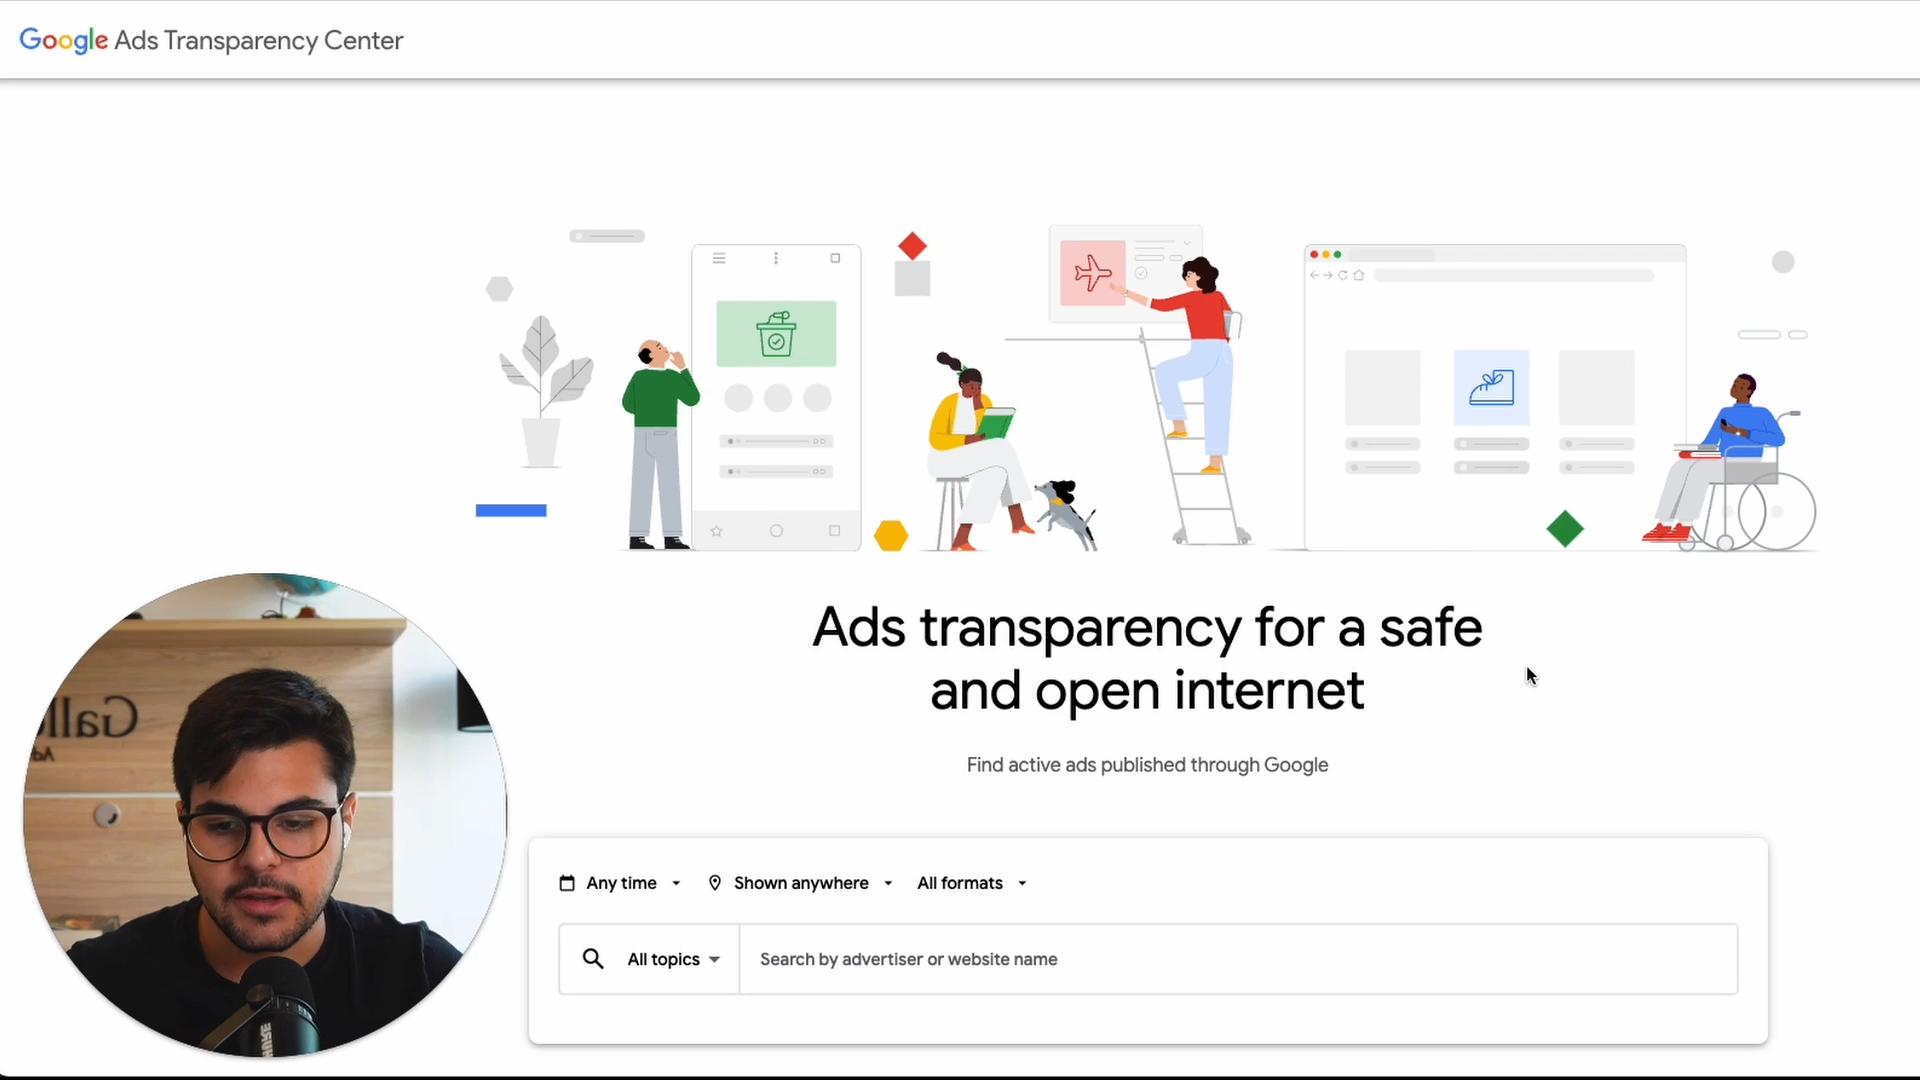 Google Ads Transparency Center
Ads transparency for a safe
and open internet
Find active ads published through Google
Any time
Shown anywhere
All formats
All topics
Search by advertiser or website name